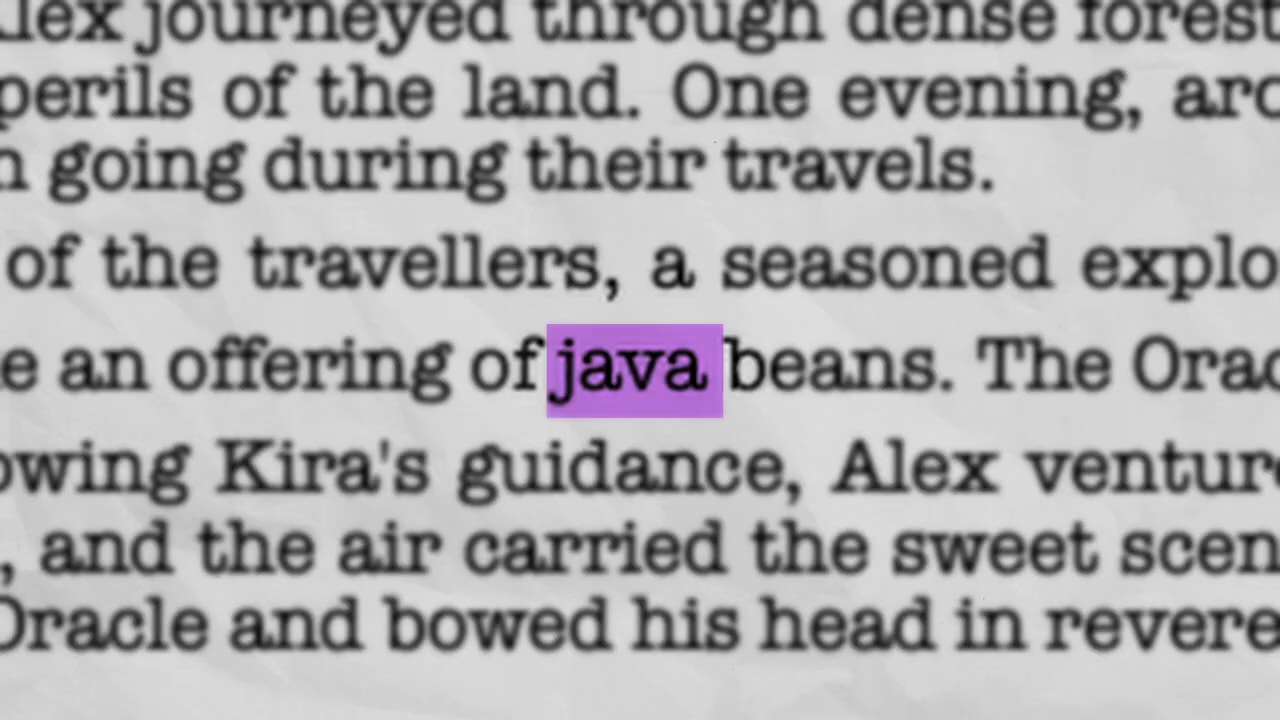 lex journeyed through dense forest
perils of the land. One evening, aro
n going during their travels.
of the travellers, a seasoned explo
e an offering of java beans. The Orac
owing Kira's guidance, Alex venture
, and the air carried the sweet scen
Oracle and bowed his head in revere